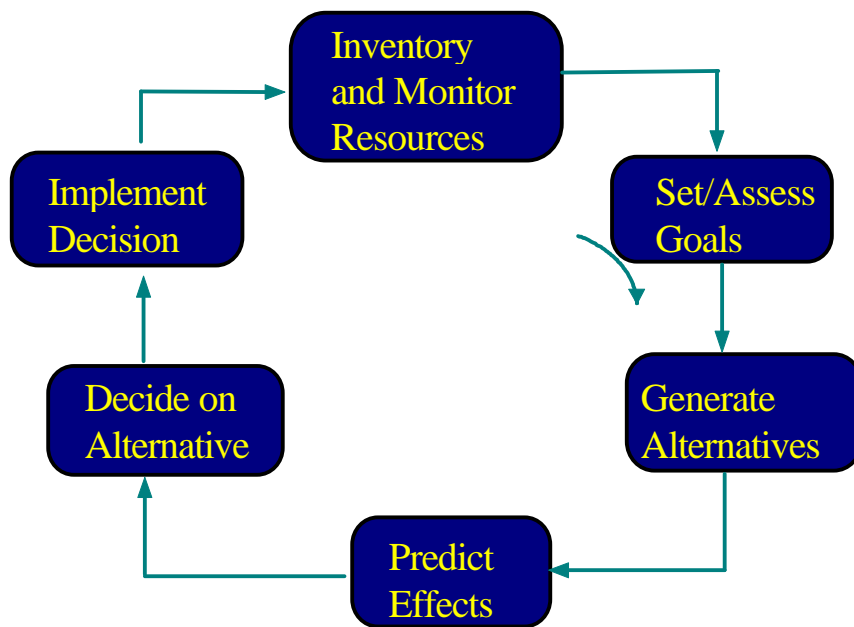 Inventory
and Monitor
Resources
Set/Assess
Goals
Generate
Alternatives
Predict
Effects
Decide on
Alternative
Implement
Decision